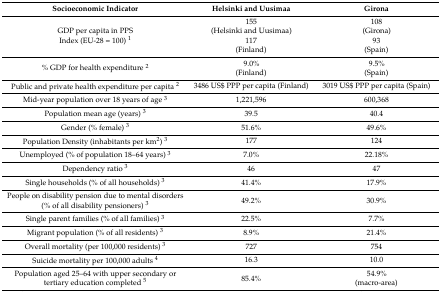 Socioeconomic Indicator Helsinki and Uusimaa Girona
GDP per capita in PPS Index (EU-28 = 100) 1 155 (Helsinki and Uusimaa) 117 (Finland) 108 (Girona) 93 (Spain)
% GDP for health expenditure 2 9.0% (Finland) 9.5% (Spain)
Public and private health expenditure per capita 2 3486 US$ PPP per capita (Finland) 3019 US$ PPP per capita (Spain)
Mid-year population over 18 years of age 3 1,221,596 600,368
Population mean age (years) 3 39.5 40.4
Gender (% female) 3 51.6% 49.6%
Population Density (inhabitants per km2) 3 177 124
Unemployed (% of population 18–64 years) 3 7.0% 22.18%
Dependency ratio 3 46 47
Single households (% of all households) 3 41.4% 17.9%
People on disability pension due to mental disorders (% of all disability pensioners) 3 49.2% 30.9%
Single parent families (% of all families) 3 22.5% 7.7%
Migrant population (% of all residents) 3 8.9% 21.4%
Overall mortality (per 100,000 residents) 3 727 754
Suicide mortality per 100,000 adults 4 16.3 10.0
Population aged 25–64 with upper secondary or tertiary education completed 5 85.4% 54.9% (macro-area)